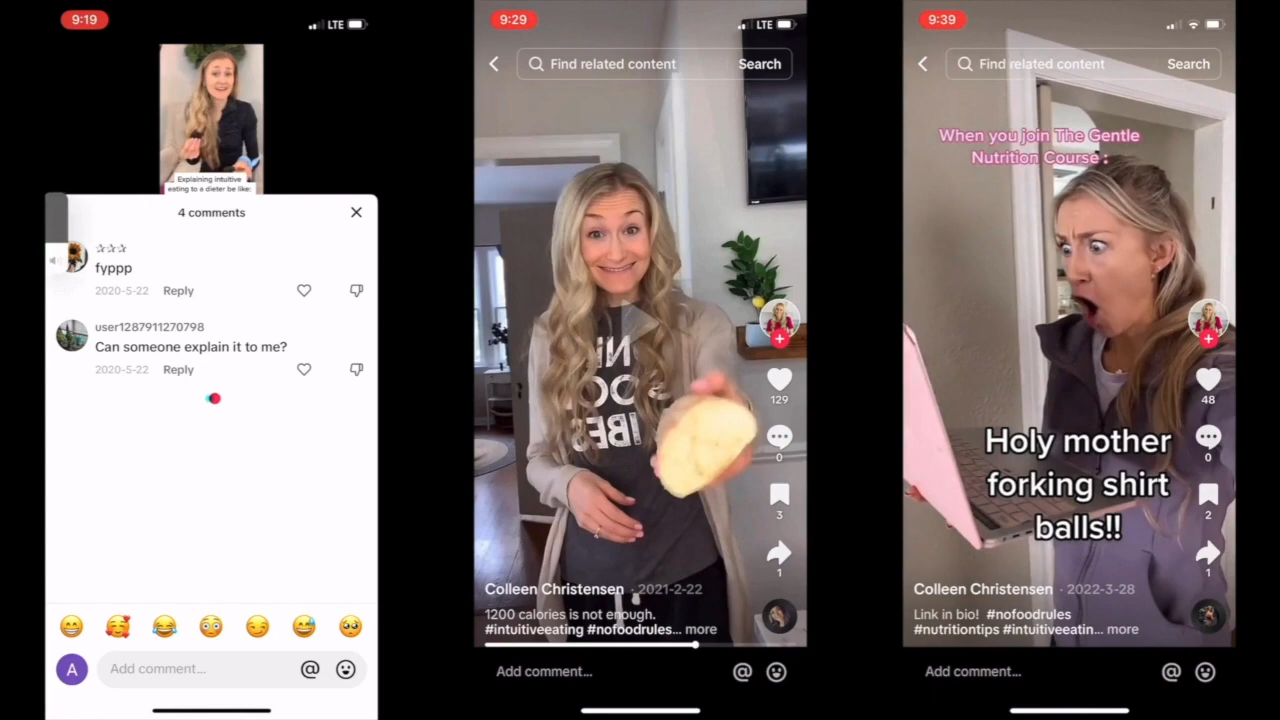 9:19
LTE
Explaining intuitive
eating to a dieter be like:
4 comments
☆☆☆
fyppp
2020-5-22 Reply
user1287911270798
Can someone explain it to me?
2020-5-22 Reply
A
Add comment...
9:29
LTE
Find related content
Search
129
0
3
1
Colleen Christensen · 2021-2-22
1200 calories is not enough.
#intuitiveeating #nofoodrules... more
Add comment...
9:39
Find related content
Search
When you join The Gentle
Nutrition Course :
48
0
2
1
Holy mother
forking shirt
balls!!
Colleen Christensen · 2022-3-28
Link in bio! #nofoodrules
#nutritiontips #intuitiveeatin... more
Add comment...